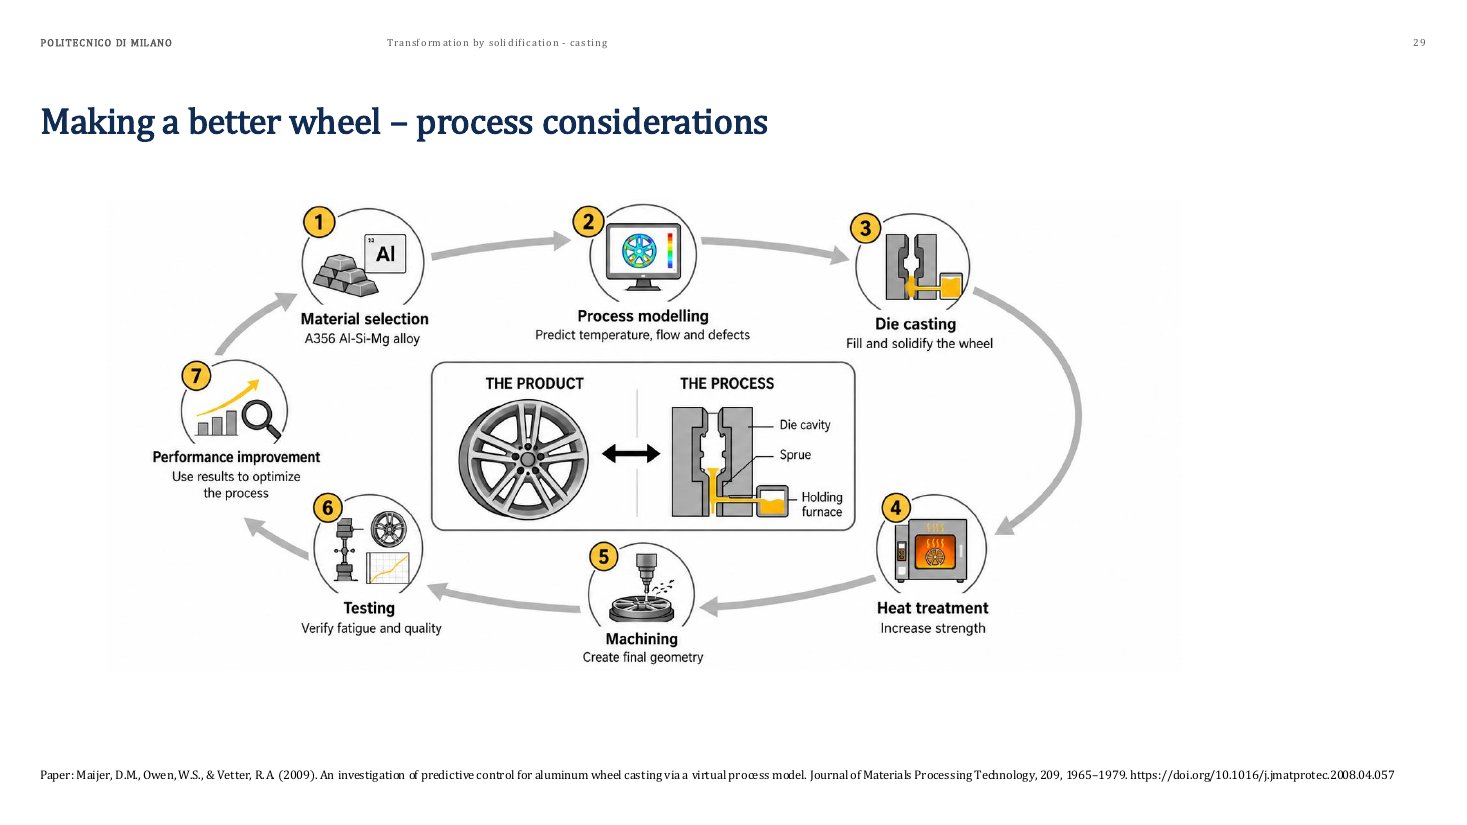 POLITECNICO DI MILANO
Transformation by solidification - casting
29
Making a better wheel – process considerations
1
Al
Material selection
A356 Al-Si-Mg alloy
2
Process modelling
Predict temperature, flow and defects
3
Die casting
Fill and solidify the wheel
4
Heat treatment
Increase strength
5
Machining
Create final geometry
6
Testing
Verify fatigue and quality
7
Performance improvement
Use results to optimize
the process
THE PRODUCT
THE PROCESS
Die cavity
Sprue
Holding
furnace
Paper: Maijer, D.M., Owen, W.S., & Vetter, R.A. (2009). An investigation of predictive control for aluminum wheel casting via a virtual process model. Journal of Materials Processing Technology, 209, 1965–1979. https://doi.org/10.1016/j.jmatprotec.2008.04.057